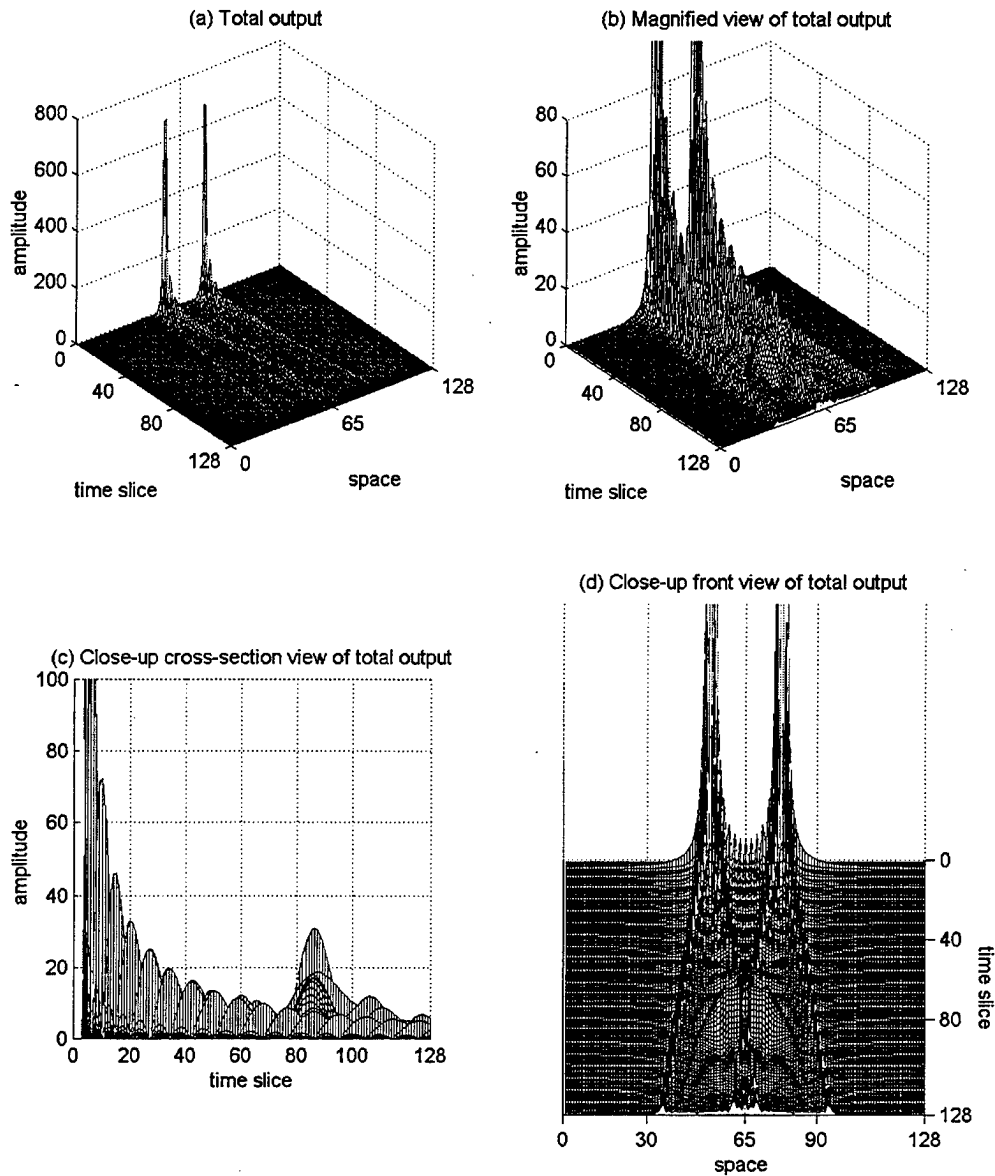 (a) Total output
800
600
400
200
0
amplitude
0
40
80
128
time slice
0
65
128
space
(b) Magnified view of total output
80
60
40
20
0
amplitude
0
40
80
128
time slice
0
65
128
space
(c) Close-up cross-section view of total output
100
80
60
40
20
0
amplitude
0 20 40 60 80 100 128
time slice
(d) Close-up front view of total output
0
40
80
128
time slice
0 30 65 90 128
space